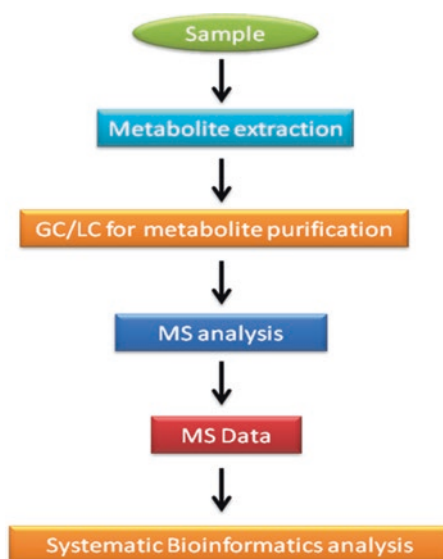 Sample
Metabolite extraction
GC/LC for metabolite purification
MS analysis
MS Data
Systematic Bioinformatics analysis